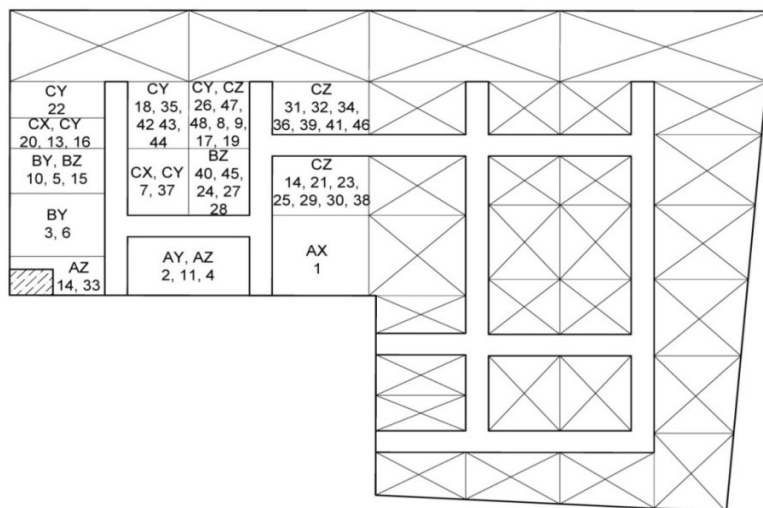 CY
22
CX, CY
20, 13, 16
BY, BZ
10, 5, 15
BY
3, 6
AZ
14, 33
CY
18, 35,
42 43,
44
CX, CY
7, 37
CY, CZ
26, 47,
48, 8, 9,
17, 19
BZ
40, 45,
24, 27
28
AY, AZ
2, 11, 4
CZ
31, 32, 34,
36, 39, 41, 46
CZ
14, 21, 23,
25, 29, 30, 38
AX
1